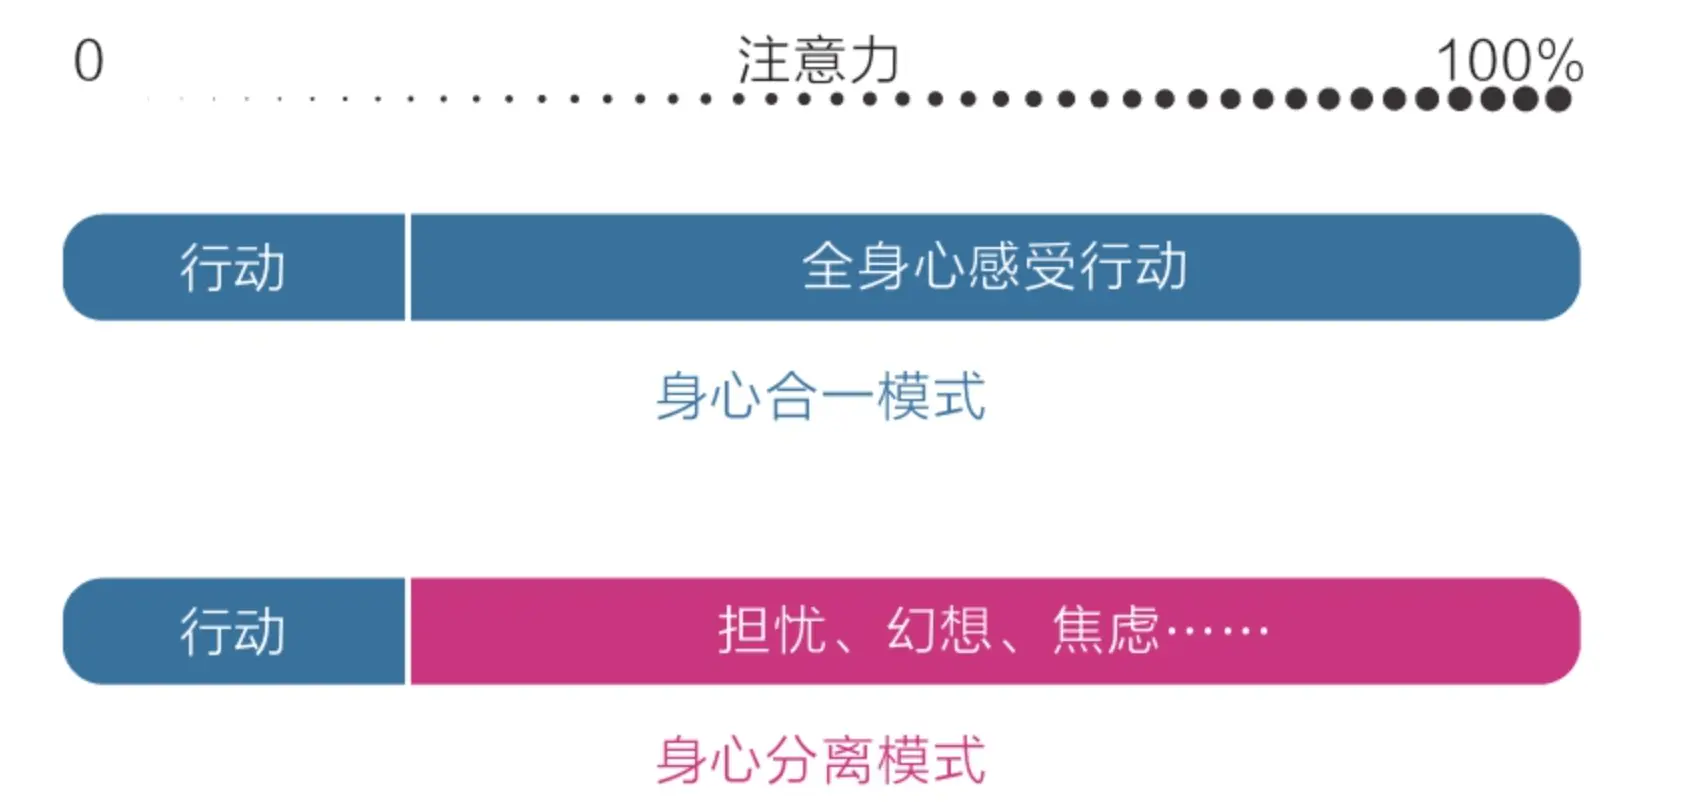 0 注意力 100%
行动 全身心感受行动
身心合一模式
行动 担忧、幻想、焦虑……
身心分离模式